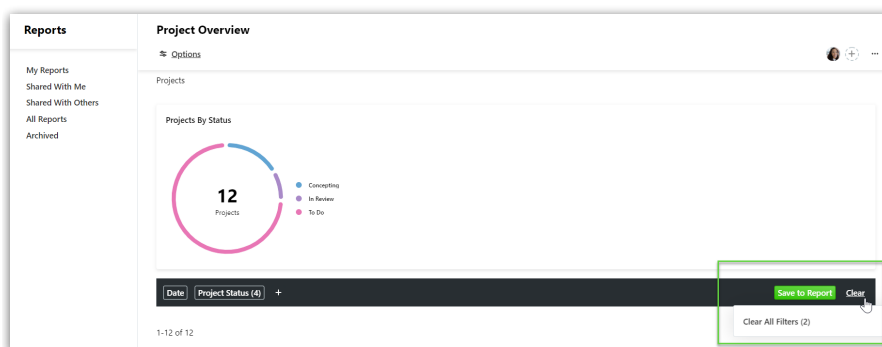 Reports
Project Overview
Options
My Reports
Shared With Me
Shared With Others
All Reports
Archived
Projects
Projects By Status
12
Projects
Concepting
In Review
To Do
Date Project Status (4) +
Save to Report Clear
Clear All Filters (2)
1-12 of 12